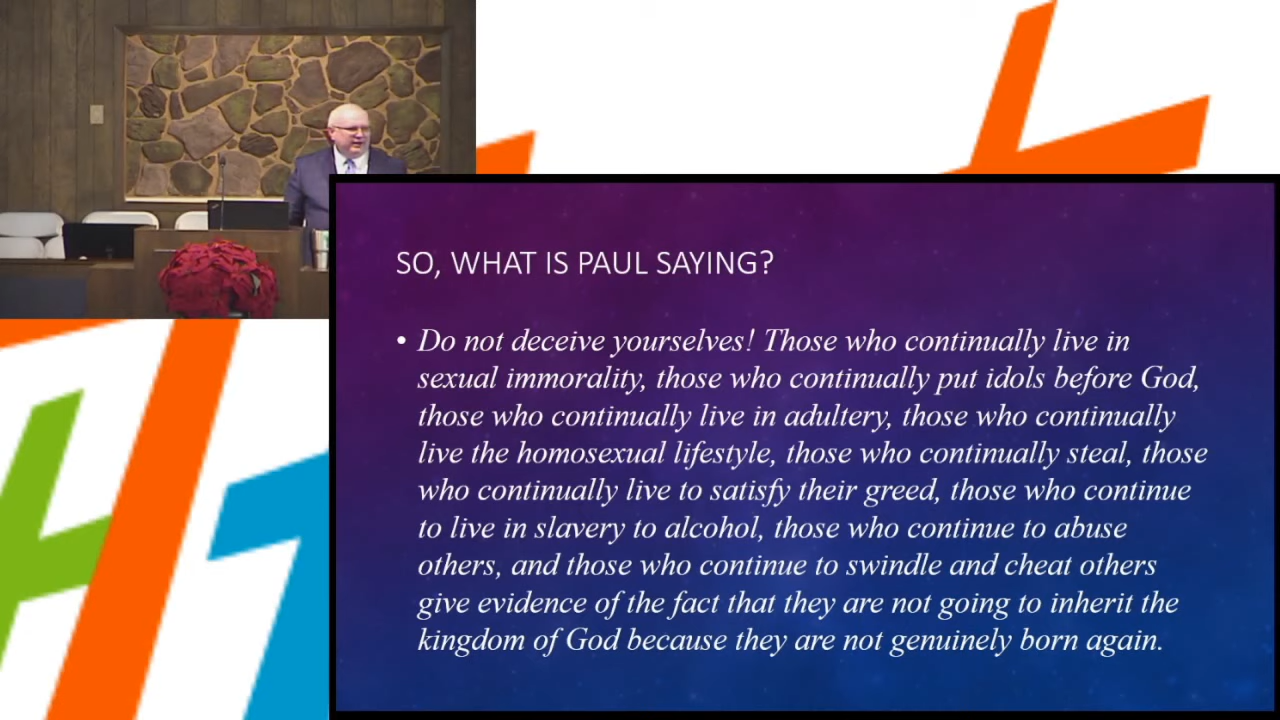 SO, WHAT IS PAUL SAYING?
• Do not deceive yourselves! Those who continually live in
sexual immorality, those who continually put idols before God,
those who continually live in adultery, those who continually
live the homosexual lifestyle, those who continually steal, those
who continually live to satisfy their greed, those who continue
to live in slavery to alcohol, those who continue to abuse
others, and those who continue to swindle and cheat others
give evidence of the fact that they are not going to inherit the
kingdom of God because they are not genuinely born again.